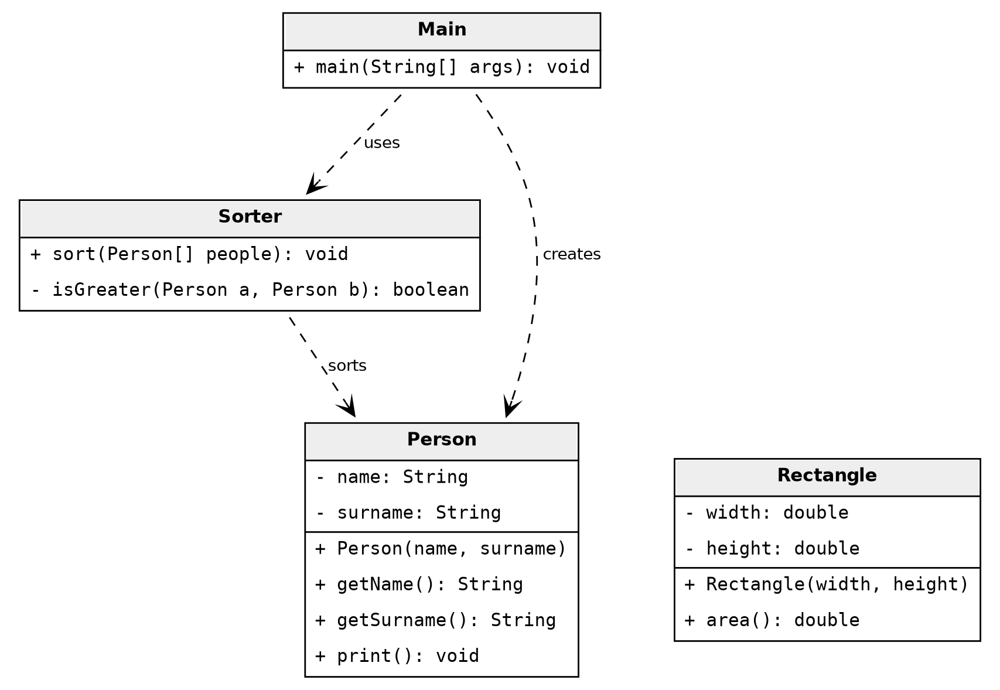 Main
+ main(String[] args): void
uses
Sorter
+ sort(Person[] people): void
- isGreater(Person a, Person b): boolean
creates
sorts
Person
- name: String
- surname: String
+ Person(name, surname)
+ getName(): String
+ getSurname(): String
+ print(): void
Rectangle
- width: double
- height: double
+ Rectangle(width, height)
+ area(): double